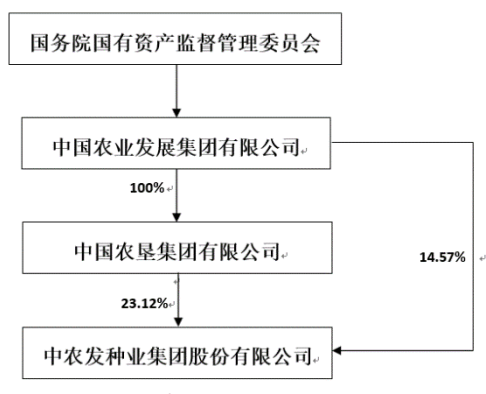 国务院国有资产监督管理委员会
中国农业发展集团有限公司
100%
中国农垦集团有限公司
14.57%
23.12%
中农发种业集团股份有限公司